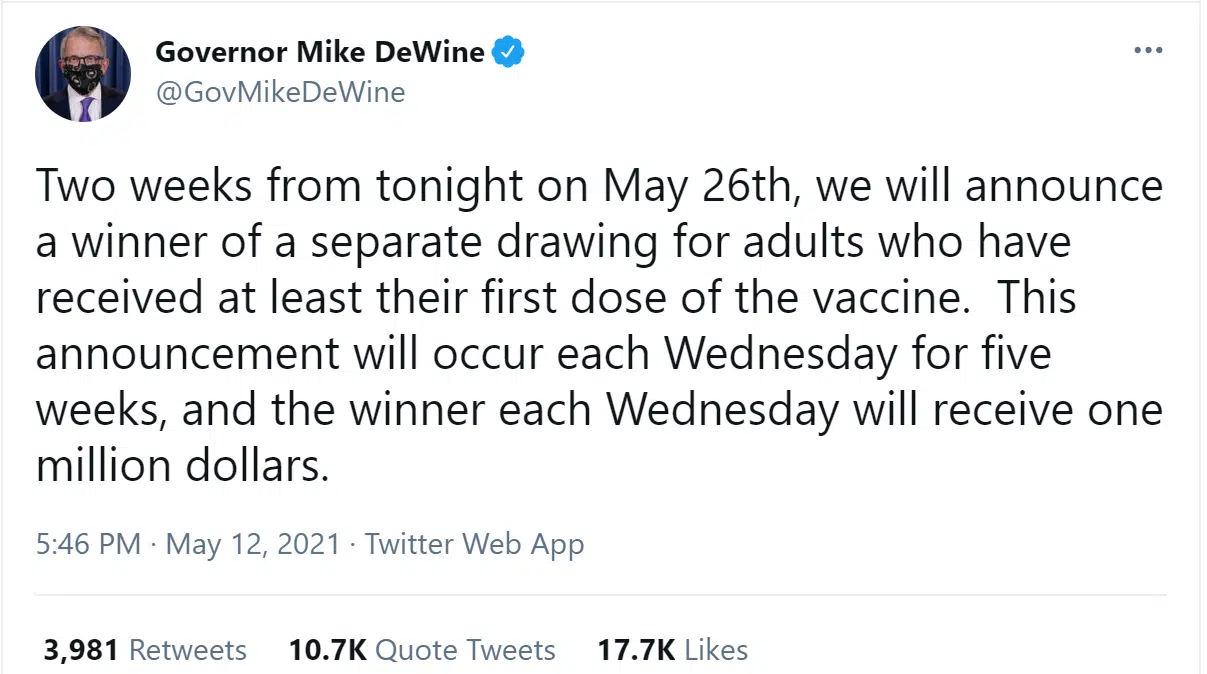 Governor Mike DeWine
@GovMikeDeWine
Two weeks from tonight on May 26th, we will announce
a winner of a separate drawing for adults who have
received at least their first dose of the vaccine.  This
announcement will occur each Wednesday for five
weeks, and the winner each Wednesday will receive one
million dollars.
5:46 PM · May 12, 2021 · Twitter Web App
3,981 Retweets 10.7K Quote Tweets 17.7K Likes